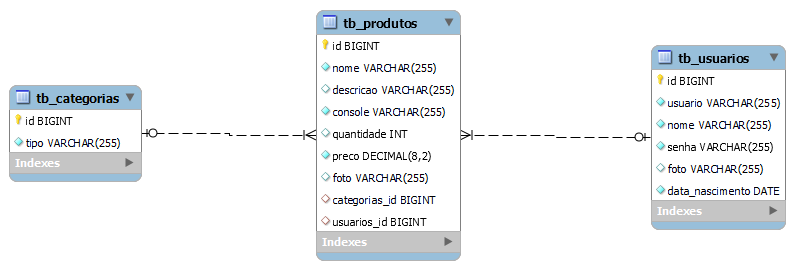 tb_categorias
id BIGINT
tipo VARCHAR(255)
Indexes
tb_produtos
id BIGINT
nome VARCHAR(255)
descricao VARCHAR(255)
console VARCHAR(255)
quantidade INT
preco DECIMAL(8,2)
foto VARCHAR(255)
categorias_id BIGINT
usuarios_id BIGINT
Indexes
tb_usuarios
id BIGINT
usuario VARCHAR(255)
nome VARCHAR(255)
senha VARCHAR(255)
foto VARCHAR(255)
data_nascimento DATE
Indexes